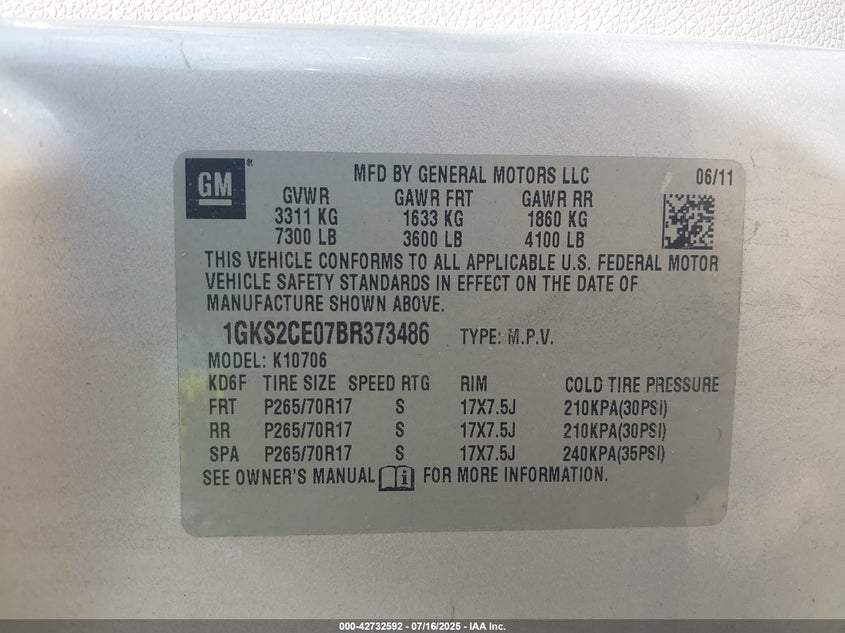 GM ® MFD BY GENERAL MOTORS LLC 06/11
GVWR GAWR FRT GAWR RR
3311 KG 1633 KG 1860 KG
7300 LB 3600 LB 4100 LB
THIS VEHICLE CONFORMS TO ALL APPLICABLE U.S. FEDERAL MOTOR
VEHICLE SAFETY STANDARDS IN EFFECT ON THE DATE OF
MANUFACTURE SHOWN ABOVE.
1GKS2CE07BR373486 TYPE: M.P.V.
MODEL: K10706
KD6F TIRE SIZE SPEED RTG RIM COLD TIRE PRESSURE
FRT P265/70R17 S 17X7.5J 210KPA(30PSI)
RR P265/70R17 S 17X7.5J 210KPA(30PSI)
SPA P265/70R17 S 17X7.5J 240KPA(35PSI)
SEE OWNER'S MANUAL i FOR MORE INFORMATION.
000-42732592 - 07/16/2025 - IAA Inc.